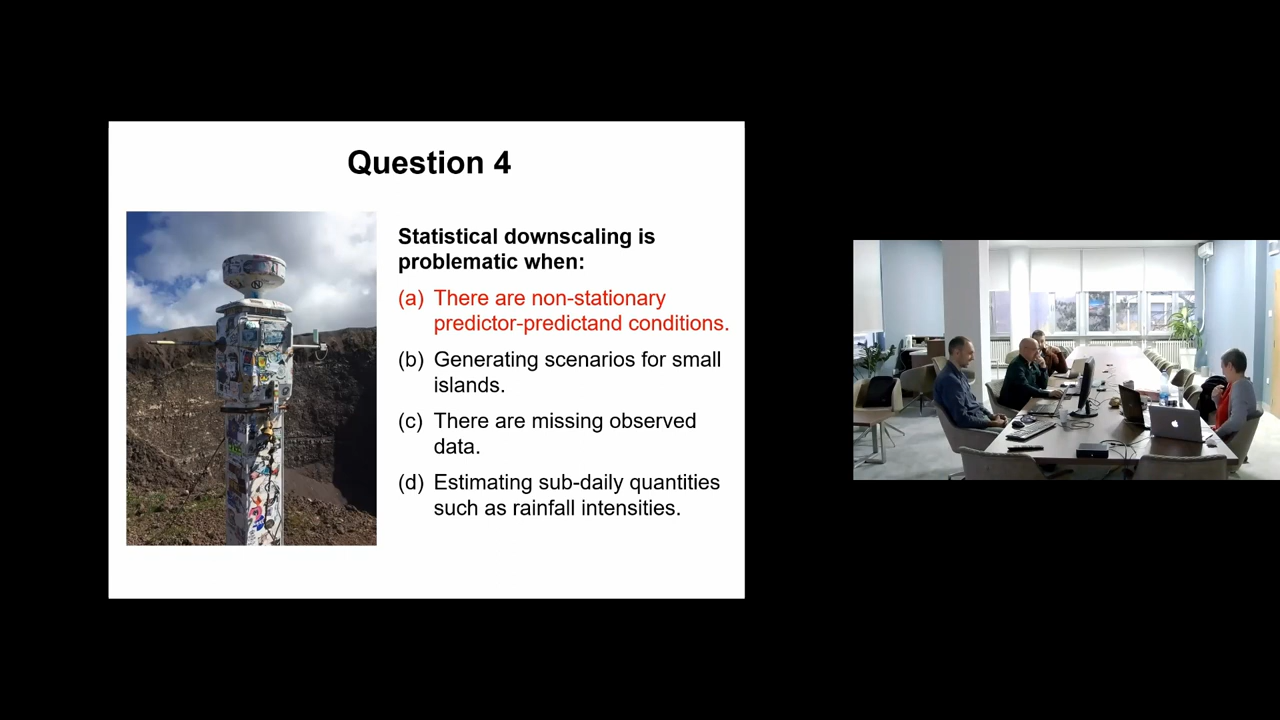 Question 4
Statistical downscaling is
problematic when:
(a) There are non-stationary
predictor-predictand conditions.
(b) Generating scenarios for small
islands.
(c) There are missing observed
data.
(d) Estimating sub-daily quantities
such as rainfall intensities.